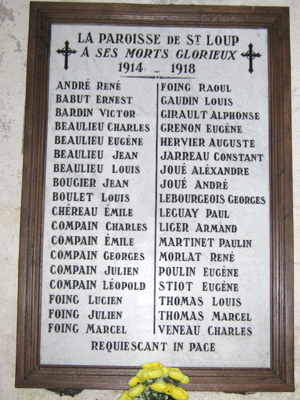 LA PAROISSE DE ST LOUP
A SES MORTS GLORIEUX
1914 - 1918
ANDRÉ RENÉ
BABUT ERNEST
BARDIN VICTOR
BEAULIEU CHARLES
BEAULIEU EUGÈNE
BEAULIEU JEAN
BEAULIEU LOUIS
BOUGIER JEAN
BOULET LOUIS
CHÉREAU ÉMILE
COMPAIN CHARLES
COMPAIN ÉMILE
COMPAIN GEORGES
COMPAIN JULIEN
COMPAIN LÉOPOLD
FOING LUCIEN
FOING JULIEN
FOING MARCEL
FOING RAOUL
GAUDIN LOUIS
GIRAULT ALPHONSE
GRENON EUGÈNE
HERVIER AUGUSTE
JARREAU CONSTANT
JOUÉ ALÉXANDRE
JOUÉ ANDRÉ
LEBOURGEOIS GEORGES
LEGUAY PAUL
LIGER ARMAND
MARTINET PAULIN
MORLAT RENÉ
POULIN EUGÈNE
STIOT EUGÈNE
THOMAS LOUIS
THOMAS MARCEL
VENEAU CHARLES
REQUIESCANT IN PACE